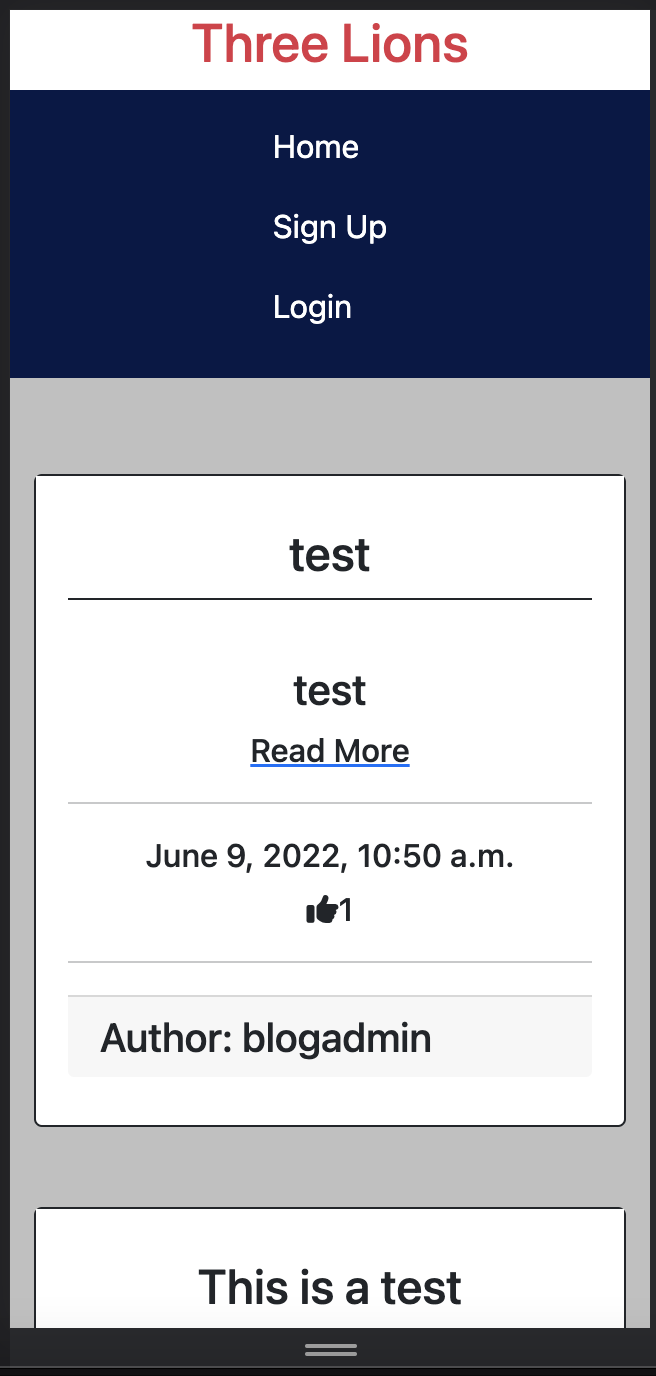 Three Lions
Home
Sign Up
Login
test
test
Read More
June 9, 2022, 10:50 a.m.
1
Author: blogadmin
This is a test